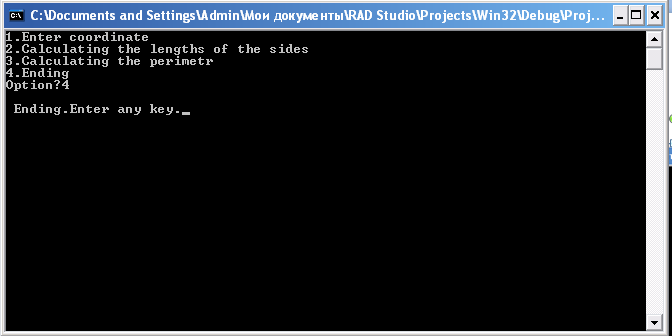 C:\Documents and Settings\Admin\Мои документы\RAD Studio\Projects\Win32\Debug\Proj...
1.Enter coordinate
2.Calculating the lengths of the sides
3.Calculating the perimetr
4.Ending
Option?4
Ending.Enter any key._